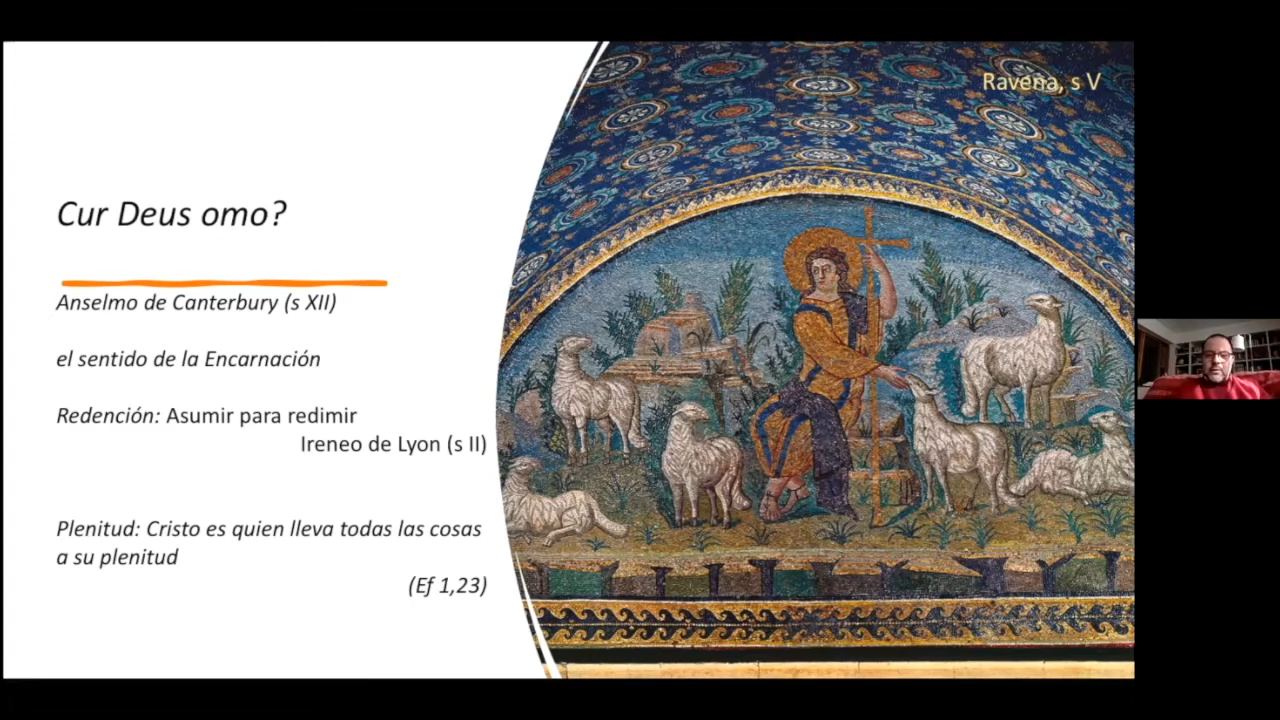 Ravena, s V
Cur Deus omo?
Anselmo de Canterbury (s XII)
el sentido de la Encarnación
Redención: Asumir para redimir
Ireneo de Lyon (s II)
Plenitud: Cristo es quien lleva todas las cosas
a su plenitud
(Ef 1,23)